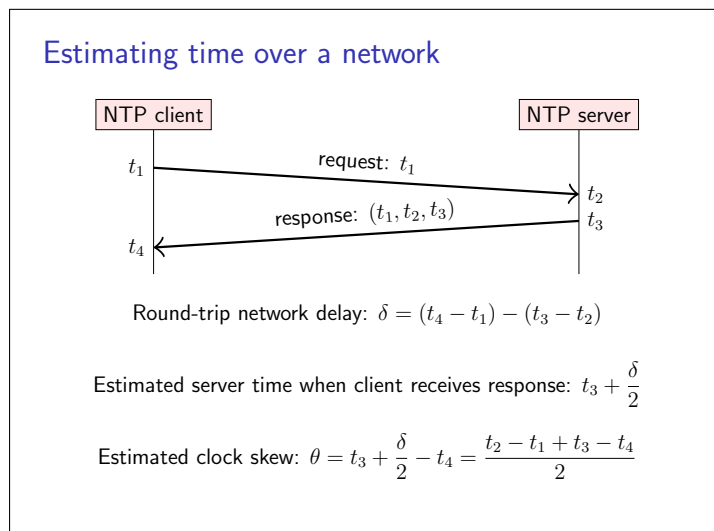 Estimating time over a network
NTP client NTP server
t₁ request: t₁
t₂
response: (t₁, t₂, t₃) t₃
t₄
Round-trip network delay: δ = (t₄ − t₁) − (t₃ − t₂)
Estimated server time when client receives response: t₃ + δ/2
Estimated clock skew: θ = t₃ + δ/2 − t₄ = (t₂ − t₁ + t₃ − t₄)/2